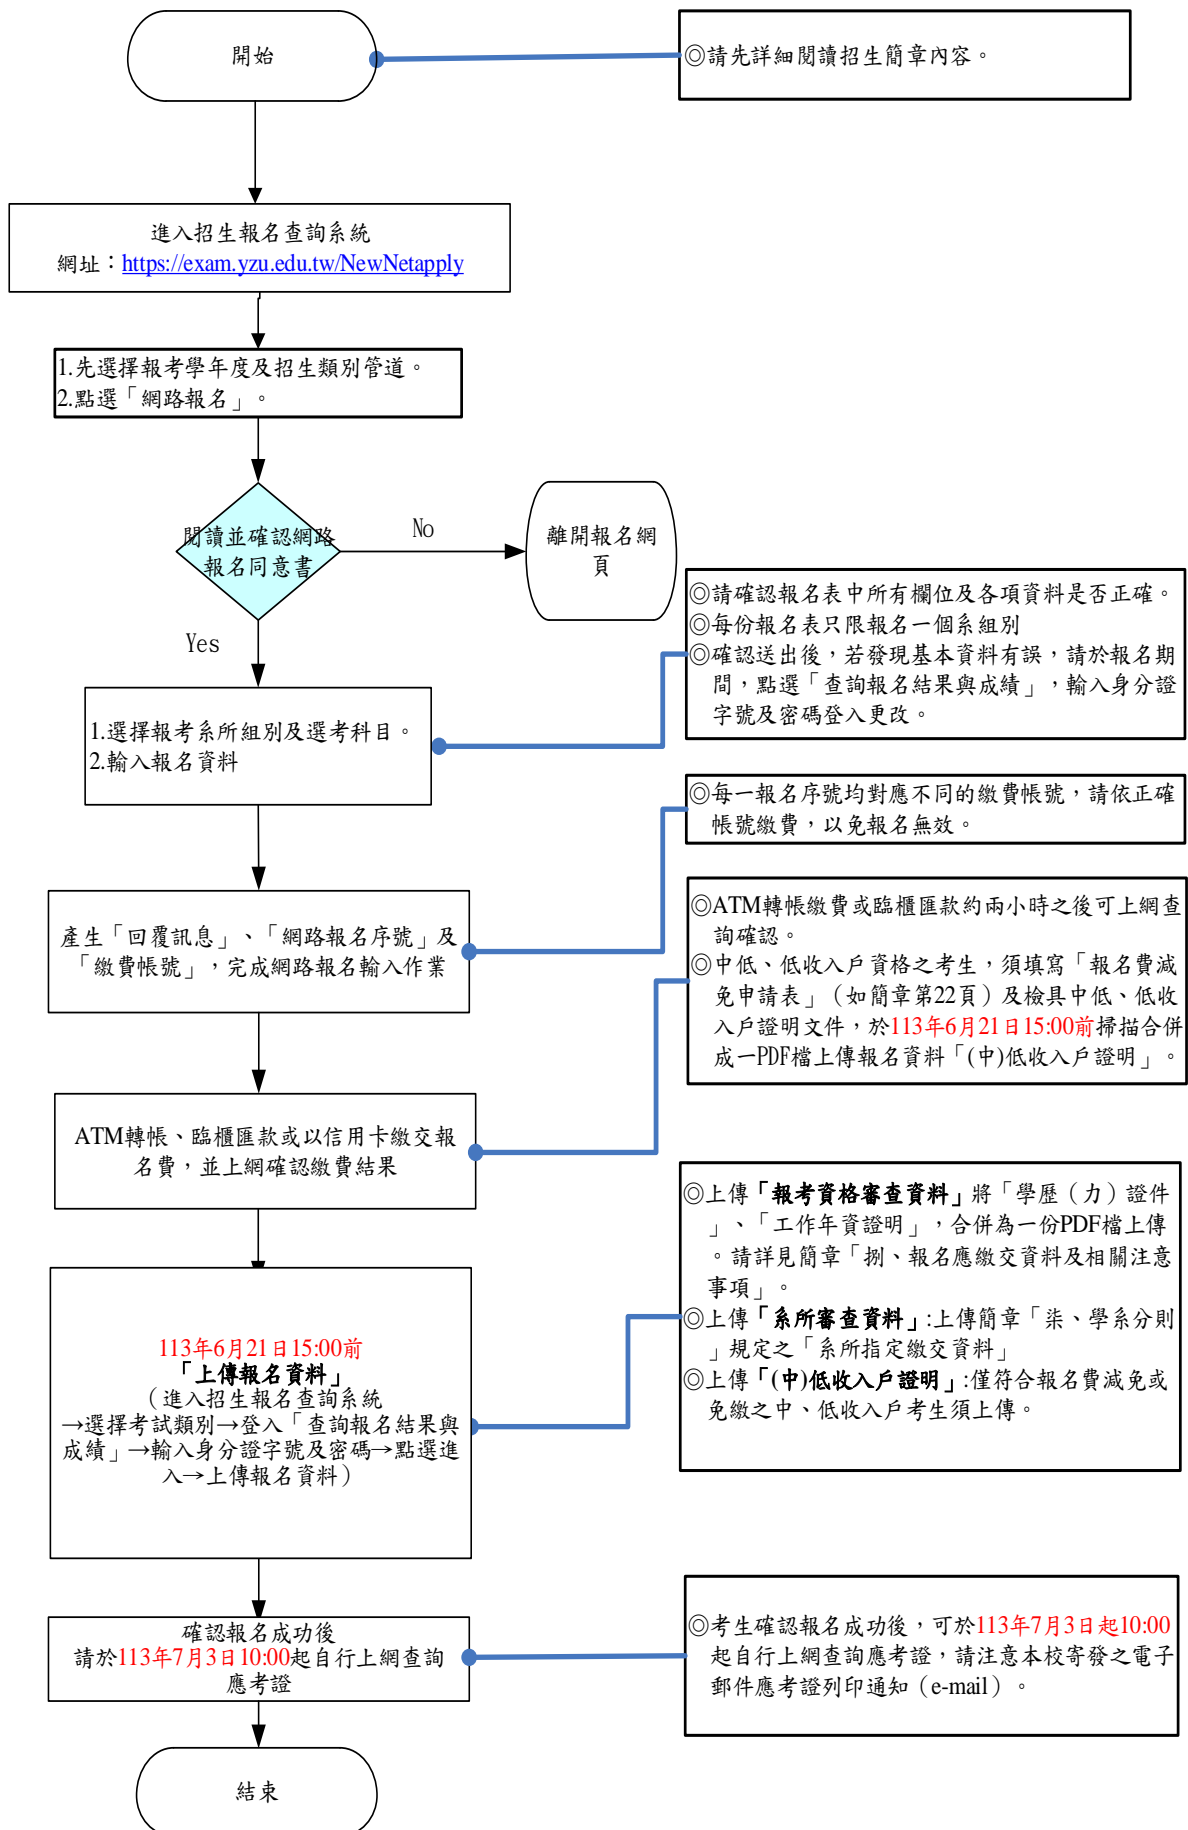 開始
◎請先詳細閱讀招生簡章內容。
進入招生報名查詢系統
網址：https://exam.yzu.edu.tw/NewNetapply
1.先選擇報考學年度及招生類別管道。
2.點選「網路報名」。
閱讀並確認網路
報名同意書
No
離開報名網
頁
Yes
◎請確認報名表中所有欄位及各項資料是否正確。
◎每份報名表只限報名一個系組別
◎確認送出後，若發現基本資料有誤，請於報名期
間，點選「查詢報名結果與成績」，輸入身分證
字號及密碼登入更改。
1.選擇報考系所組別及選考科目。
2.輸入報名資料
◎每一報名序號均對應不同的繳費帳號，請依正確
帳號繳費，以免報名無效。
產生「回覆訊息」、「網路報名序號」及
「繳費帳號」，完成網路報名輸入作業
◎ATM轉帳繳費或臨櫃匯款約兩小時之後可上網查
詢確認。
◎中低、低收入戶資格之考生，須填寫「報名費減
免申請表」（如簡章第22頁）及檢具中低、低收
入戶證明文件，於113年6月21日15:00前掃描合併
成一PDF檔上傳報名資料「(中)低收入戶證明」。
ATM轉帳、臨櫃匯款或以信用卡繳交報
名費，並上網確認繳費結果
◎上傳「報考資格審查資料」將「學歷（力）證件
」、「工作年資證明」，合併為一份PDF檔上傳
。請詳見簡章「捌、報名應繳交資料及相關注意
事項」。
◎上傳「系所審查資料」:上傳簡章「柒、學系分則
」規定之「系所指定繳交資料」
◎上傳「(中)低收入戶證明」:僅符合報名費減免或
免繳之中、低收入戶考生須上傳。
113年6月21日15:00前
「上傳報名資料」
（進入招生報名查詢系統
→選擇考試類別→登入「查詢報名結果與
成績」→輸入身分證字號及密碼→點選進
入→上傳報名資料）
確認報名成功後
請於113年7月3日10:00起自行上網查詢
應考證
◎考生確認報名成功後，可於113年7月3日起10:00
起自行上網查詢應考證，請注意本校寄發之電子
郵件應考證列印通知（e-mail）。
結束